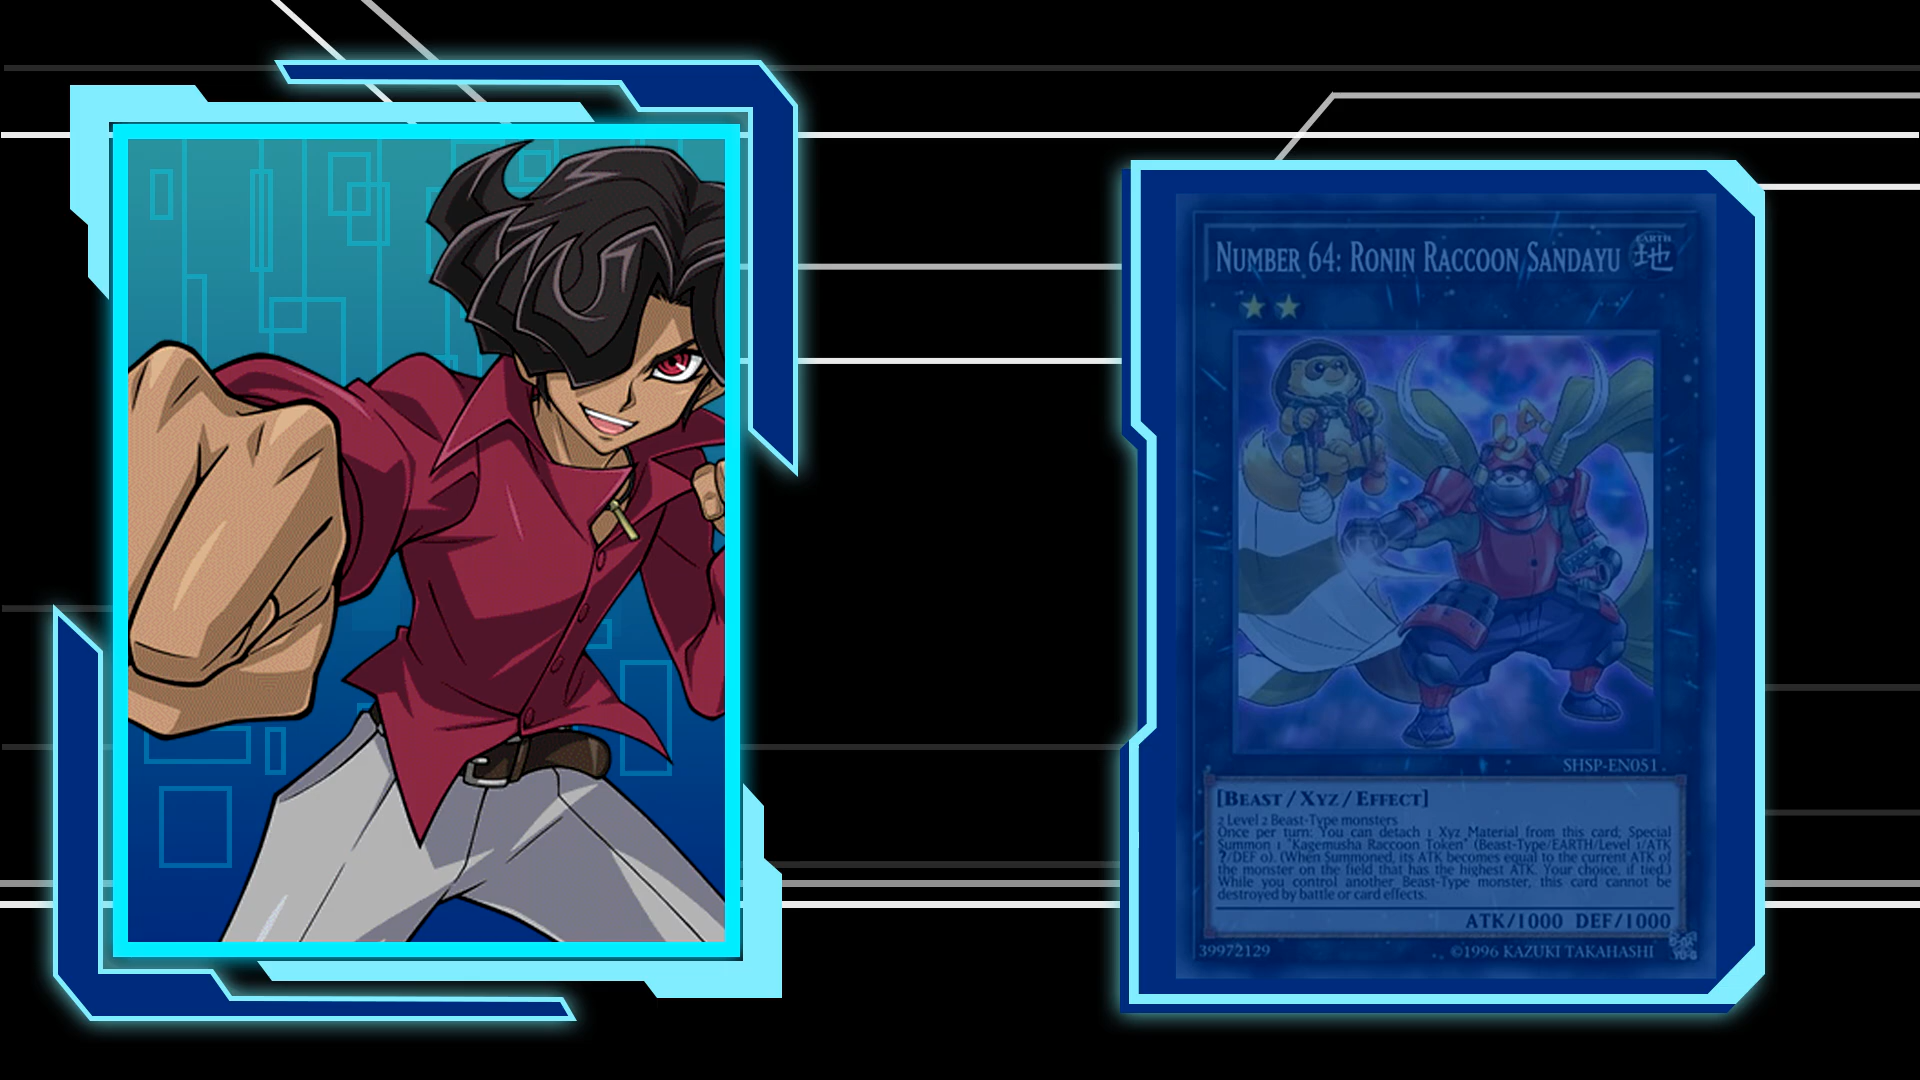 NUMBER 64: RONIN RACCOON SANDAYU
EARTH
地
SHSP-EN051
[BEAST/XYZ/EFFECT]
2 Level 2 Beast-Type monsters
Once per turn: You can detach 1 Xyz Material from this card; Special
Summon 1 "Kagemusha Raccoon Token" (Beast-Type/EARTH/Level 1/ATK
?/DEF 0). (When Summoned, its ATK becomes equal to the current ATK of
the monster on the field that has the highest ATK. Your choice, if tied.)
While you control another Beast-Type monster, this card cannot be
destroyed by battle or card effects.
ATK/1000 DEF/1000
39972129
©1996 KAZUKI TAKAHASHI